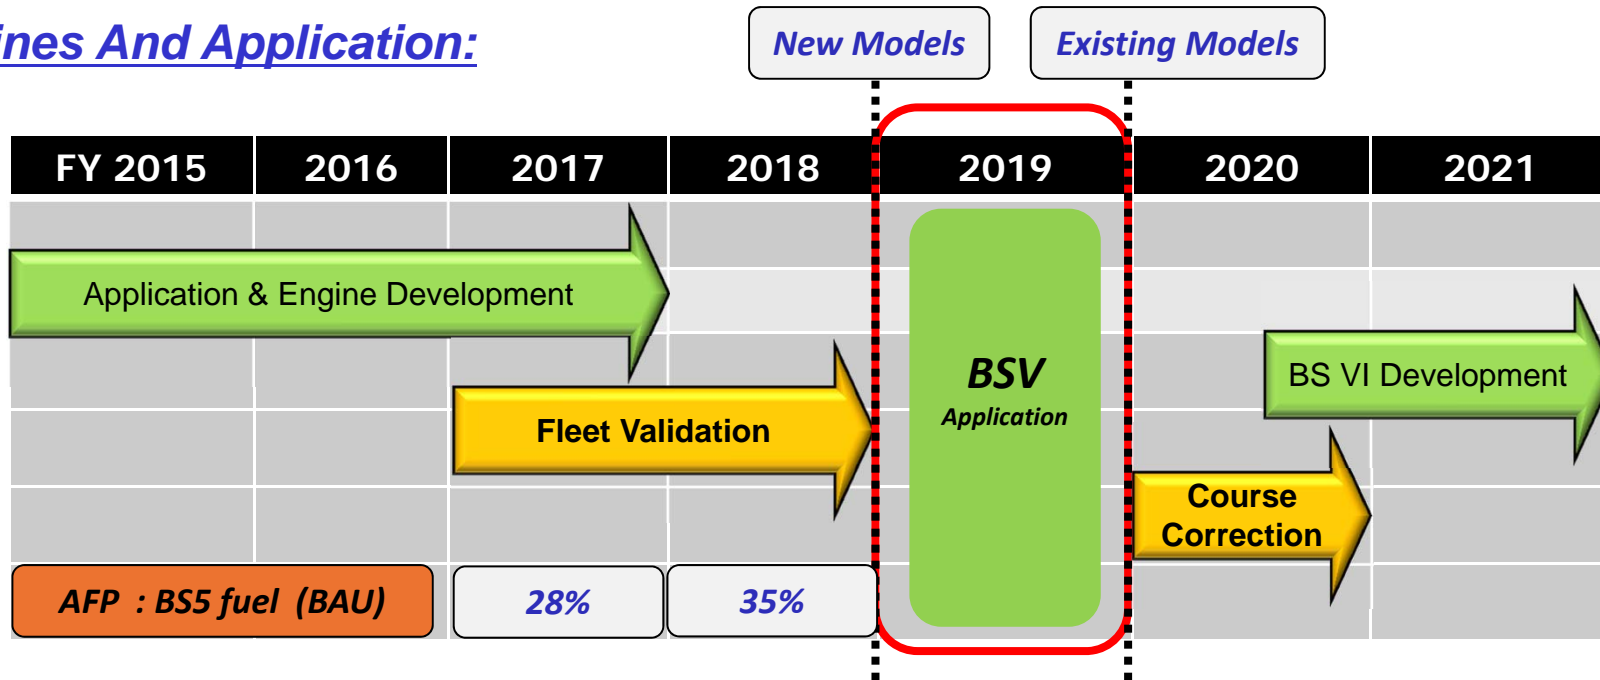 ines And Application:
New Models
Existing Models
FY 2015 2016 2017 2018 2019 2020 2021
Application & Engine Development
BSV
Application
BS VI Development
Fleet Validation
Course
Correction
AFP : BS5 fuel (BAU) 28% 35%